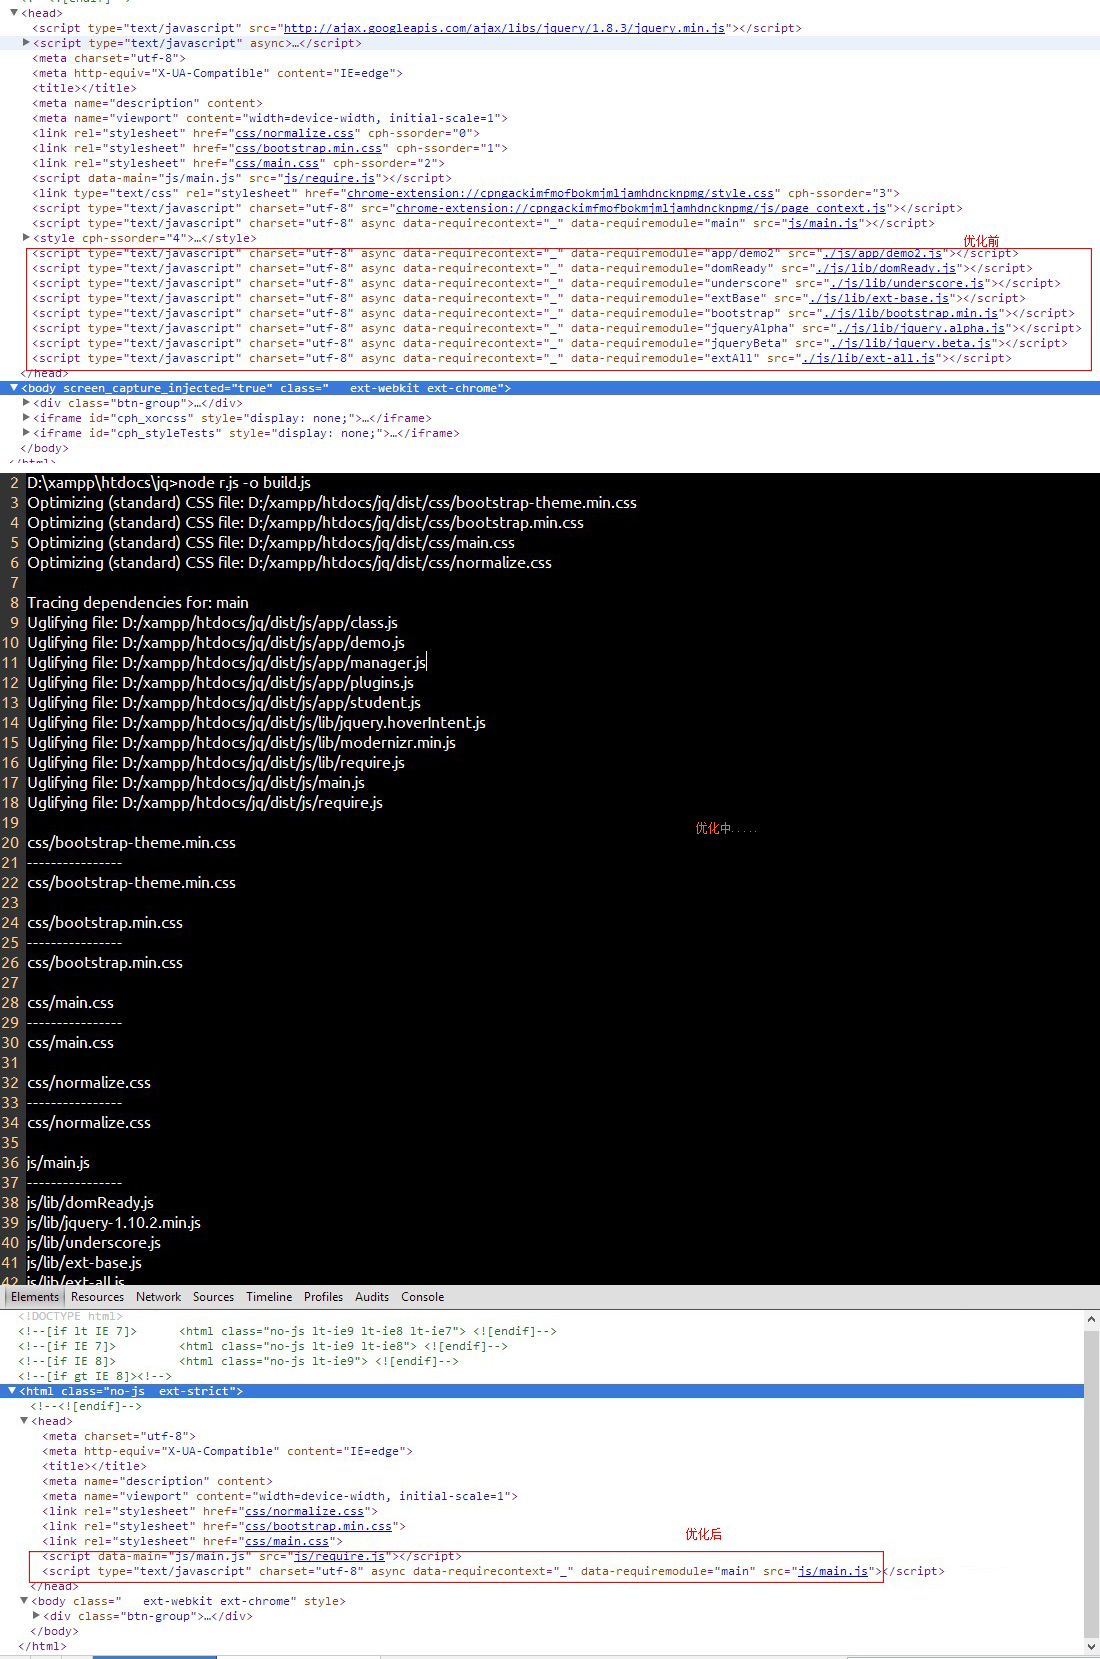 <head>
<script type="text/javascript" src="http://ajax.googleapis.com/ajax/libs/jquery/1.8.3/jquery.min.js"></script>
<script type="text/javascript" async>…</script>
<meta charset="utf-8">
<meta http-equiv="X-UA-Compatible" content="IE=edge">
<title></title>
<meta name="description" content>
<meta name="viewport" content="width=device-width, initial-scale=1">
<link rel="stylesheet" href="css/normalize.css" cph-ssorder="0">
<link rel="stylesheet" href="css/bootstrap.min.css" cph-ssorder="1">
<link rel="stylesheet" href="css/main.css" cph-ssorder="2">
<script data-main="js/main.js" src="js/require.js"></script>
<link type="text/css" rel="stylesheet" href="chrome-extension://cpngackimfmofbokmjmljamhdncknpmg/style.css" cph-ssorder="3">
<script type="text/javascript" charset="utf-8" src="chrome-extension://cpngackimfmofbokmjmljamhdncknpmg/js/page_context.js"></script>
<script type="text/javascript" charset="utf-8" async data-requirecontext="_" data-requiremodule="main" src="js/main.js"></script>
<style cph-ssorder="4">…</style>
优化前
<script type="text/javascript" charset="utf-8" async data-requirecontext="_" data-requiremodule="app/demo2" src="./js/app/demo2.js"></script>
<script type="text/javascript" charset="utf-8" async data-requirecontext="_" data-requiremodule="domReady" src="./js/lib/domReady.js"></script>
<script type="text/javascript" charset="utf-8" async data-requirecontext="_" data-requiremodule="underscore" src="./js/lib/underscore.js"></script>
<script type="text/javascript" charset="utf-8" async data-requirecontext="_" data-requiremodule="extBase" src="./js/lib/ext-base.js"></script>
<script type="text/javascript" charset="utf-8" async data-requirecontext="_" data-requiremodule="bootstrap" src="./js/lib/bootstrap.min.js"></script>
<script type="text/javascript" charset="utf-8" async data-requirecontext="_" data-requiremodule="jqueryAlpha" src="./js/lib/jquery.alpha.js"></script>
<script type="text/javascript" charset="utf-8" async data-requirecontext="_" data-requiremodule="jqueryBeta" src="./js/lib/jquery.beta.js"></script>
<script type="text/javascript" charset="utf-8" async data-requirecontext="_" data-requiremodule="extAll" src="./js/lib/ext-all.js"></script>
</head>
<body screen_capture_injected="true" class="   ext-webkit ext-chrome">
<div class="btn-group">…</div>
<iframe id="cph_xorcss" style="display: none;">…</iframe>
<iframe id="cph_styleTests" style="display: none;">…</iframe>
</body>
</html>
2 D:\xampp\htdocs\jq>node r.js -o build.js
3 Optimizing (standard) CSS file: D:/xampp/htdocs/jq/dist/css/bootstrap-theme.min.css
4 Optimizing (standard) CSS file: D:/xampp/htdocs/jq/dist/css/bootstrap.min.css
5 Optimizing (standard) CSS file: D:/xampp/htdocs/jq/dist/css/main.css
6 Optimizing (standard) CSS file: D:/xampp/htdocs/jq/dist/css/normalize.css
7
8 Tracing dependencies for: main
9 Uglifying file: D:/xampp/htdocs/jq/dist/js/app/class.js
10 Uglifying file: D:/xampp/htdocs/jq/dist/js/app/demo.js
11 Uglifying file: D:/xampp/htdocs/jq/dist/js/app/manager.js
12 Uglifying file: D:/xampp/htdocs/jq/dist/js/app/plugins.js
13 Uglifying file: D:/xampp/htdocs/jq/dist/js/app/student.js
14 Uglifying file: D:/xampp/htdocs/jq/dist/js/lib/jquery.hoverIntent.js
15 Uglifying file: D:/xampp/htdocs/jq/dist/js/lib/modernizr.min.js
16 Uglifying file: D:/xampp/htdocs/jq/dist/js/lib/require.js
17 Uglifying file: D:/xampp/htdocs/jq/dist/js/main.js
18 Uglifying file: D:/xampp/htdocs/jq/dist/js/require.js
19
优化中.....
20 css/bootstrap-theme.min.css
21 ----------------
22 css/bootstrap-theme.min.css
23
24 css/bootstrap.min.css
25 ----------------
26 css/bootstrap.min.css
27
28 css/main.css
29 ----------------
30 css/main.css
31
32 css/normalize.css
33 ----------------
34 css/normalize.css
35
36 js/main.js
37 ----------------
38 js/lib/domReady.js
39 js/lib/jquery-1.10.2.min.js
40 js/lib/underscore.js
41 js/lib/ext-base.js
42 js/lib/ext-all.js
Elements Resources Network Sources Timeline Profiles Audits Console
<!DOCTYPE html>
<!--[if lt IE 7]>      <html class="no-js lt-ie9 lt-ie8 lt-ie7"> <![endif]-->
<!--[if IE 7]>         <html class="no-js lt-ie9 lt-ie8"> <![endif]-->
<!--[if IE 8]>         <html class="no-js lt-ie9"> <![endif]-->
<!--[if gt IE 8]><!-->
<html class="no-js  ext-strict">
<!--<![endif]-->
<head>
<meta charset="utf-8">
<meta http-equiv="X-UA-Compatible" content="IE=edge">
<title></title>
<meta name="description" content>
<meta name="viewport" content="width=device-width, initial-scale=1">
<link rel="stylesheet" href="css/normalize.css">
<link rel="stylesheet" href="css/bootstrap.min.css">
<link rel="stylesheet" href="css/main.css">
优化后
<script data-main="js/main.js" src="js/require.js"></script>
<script type="text/javascript" charset="utf-8" async data-requirecontext="_" data-requiremodule="main" src="js/main.js"></script>
</head>
<body class="   ext-webkit ext-chrome" style>
<div class="btn-group">…</div>
</body>
</html>